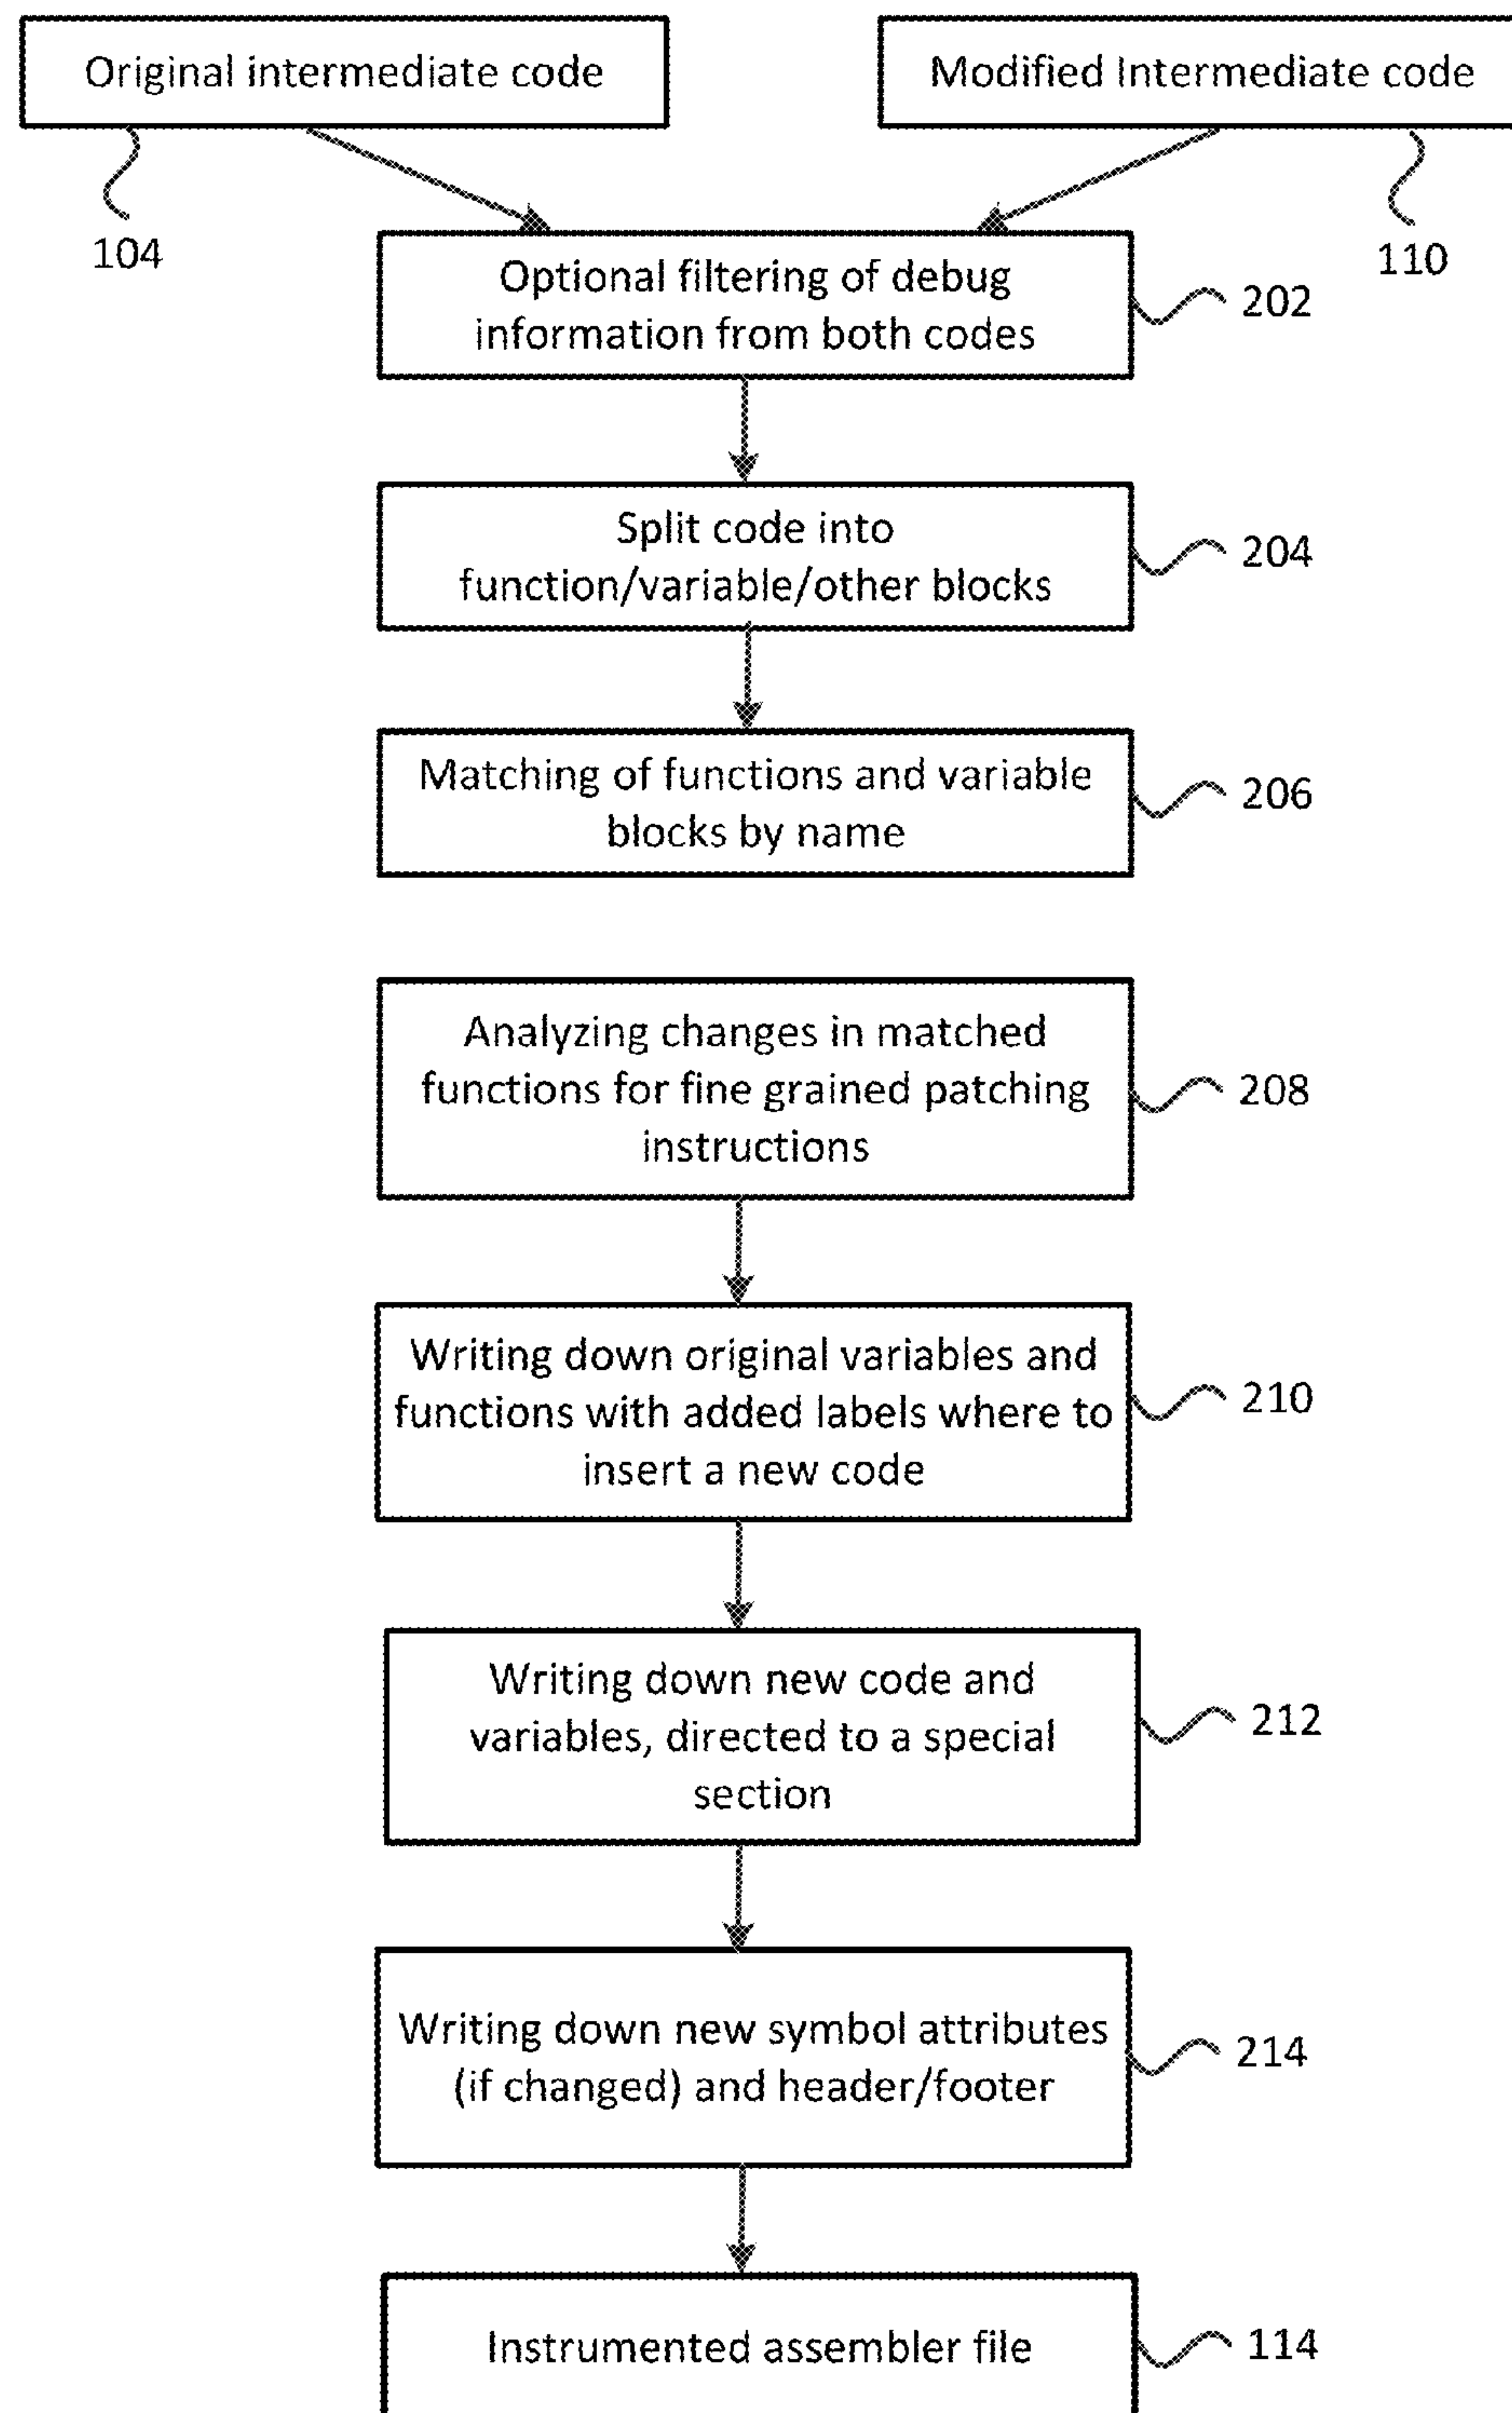 Original intermediate code
Modified Intermediate code
104
110
Optional filtering of debug
information from both codes
202
Split code into
function/variable/other blocks
204
Matching of functions and variable
blocks by name
206
Analyzing changes in matched
functions for fine grained patching
instructions
208
Writing down original variables and
functions with added labels where to
insert a new code
210
Writing down new code and
variables, directed to a special
section
212
Writing down new symbol attributes
(if changed) and header/footer
214
Instrumented assembler file
114